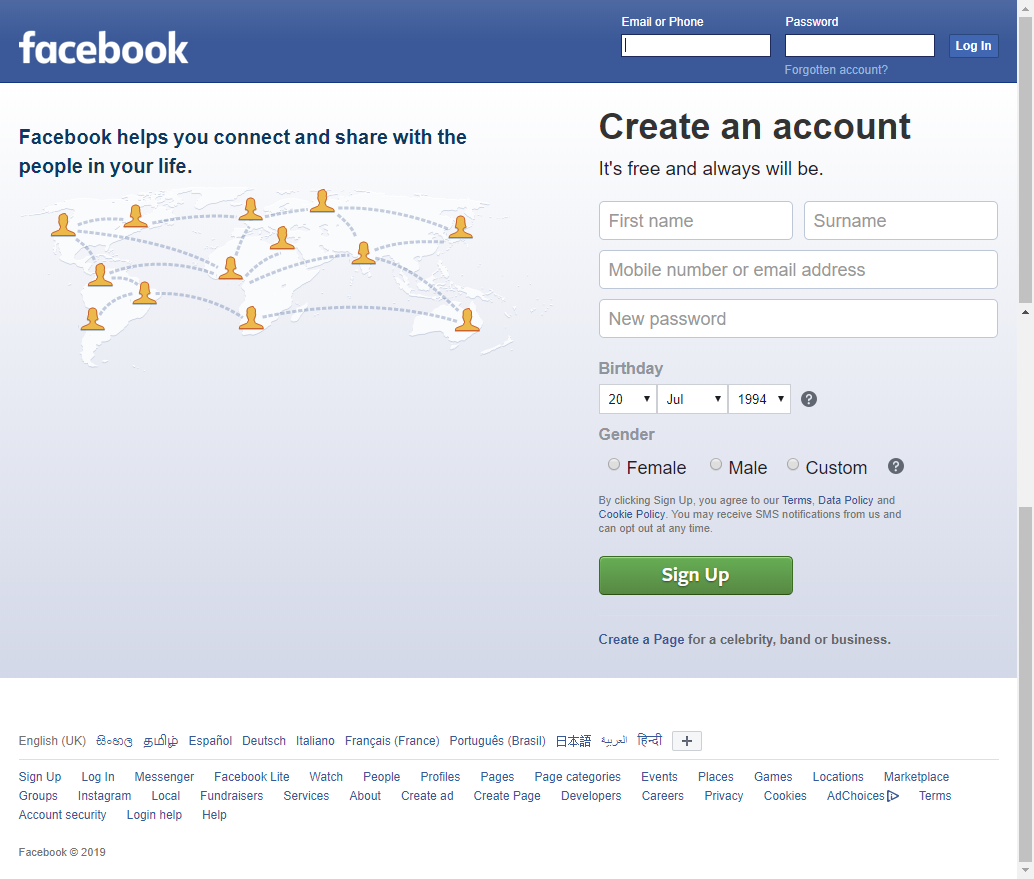 facebook
Email or Phone Password
Log In
Forgotten account?
Facebook helps you connect and share with the
people in your life.
Create an account
It's free and always will be.
First name Surname
Mobile number or email address
New password
Birthday
20 Jul 1994 ?
Gender
Female Male Custom ?
By clicking Sign Up, you agree to our Terms, Data Policy and
Cookie Policy. You may receive SMS notifications from us and
can opt out at any time.
Sign Up
Create a Page for a celebrity, band or business.
English (UK) සිංහල தமிழ் Español Deutsch Italiano Français (France) Português (Brasil) 日本語 العربية हिन्दी +
Sign Up Log In Messenger Facebook Lite Watch People Profiles Pages Page categories Events Places Games Locations Marketplace
Groups Instagram Local Fundraisers Services About Create ad Create Page Developers Careers Privacy Cookies AdChoices Terms
Account security Login help Help
Facebook © 2019